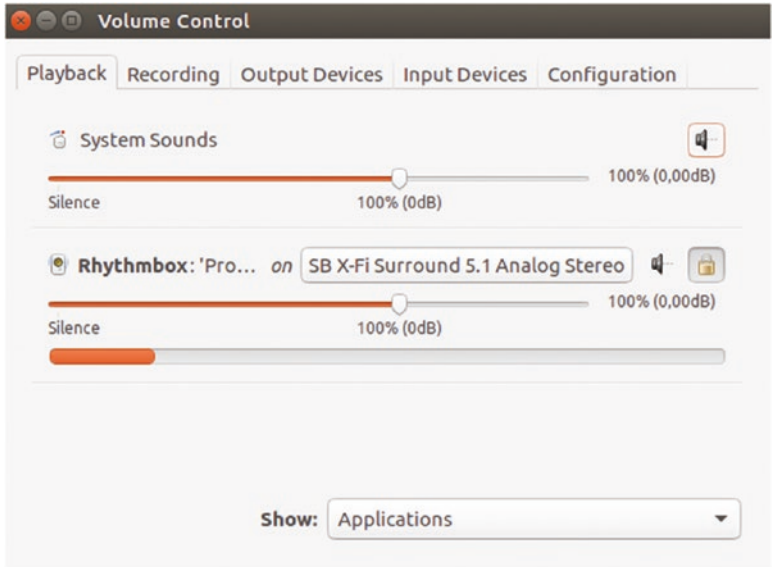 Volume Control
Playback Recording Output Devices Input Devices Configuration
System Sounds
100% (0,00dB)
Silence 100% (0dB)
Rhythmbox: 'Pro... on SB X-Fi Surround 5.1 Analog Stereo
100% (0,00dB)
Silence 100% (0dB)
Show: Applications